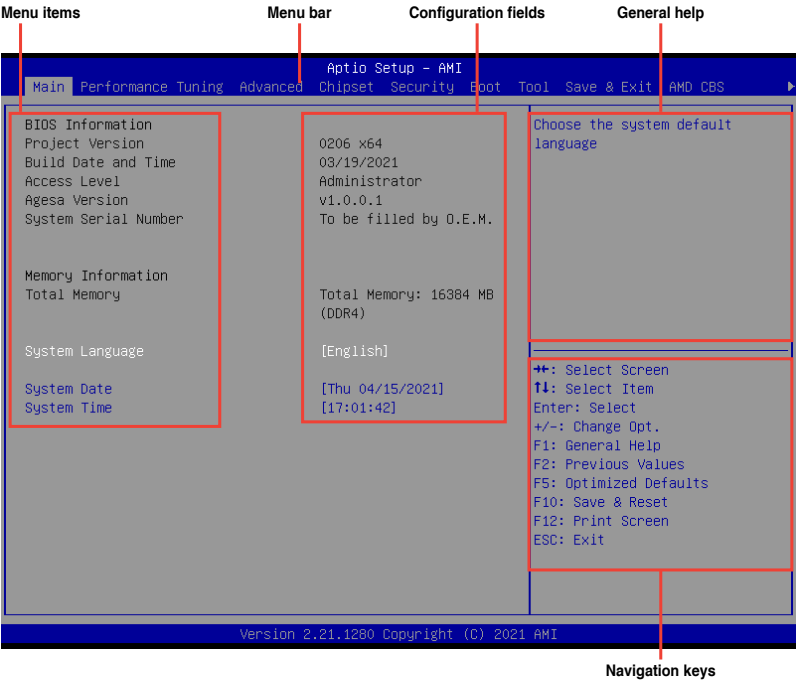 Menu items Menu bar Configuration fields General help
Aptio Setup – AMI
Main Performance Tuning Advanced Chipset Security Boot Tool Save & Exit AMD CBS
BIOS Information
Project Version 0206 x64
Build Date and Time 03/19/2021
Access Level Administrator
Agesa Version v1.0.0.1
System Serial Number To be filled by O.E.M.
Memory Information
Total Memory Total Memory: 16384 MB
(DDR4)
System Language [English]
System Date [Thu 04/15/2021]
System Time [17:01:42]
Choose the system default
language
→←: Select Screen
↑↓: Select Item
Enter: Select
+/-: Change Opt.
F1: General Help
F2: Previous Values
F5: Optimized Defaults
F10: Save & Reset
F12: Print Screen
ESC: Exit
Version 2.21.1280 Copyright (C) 2021 AMI
Navigation keys